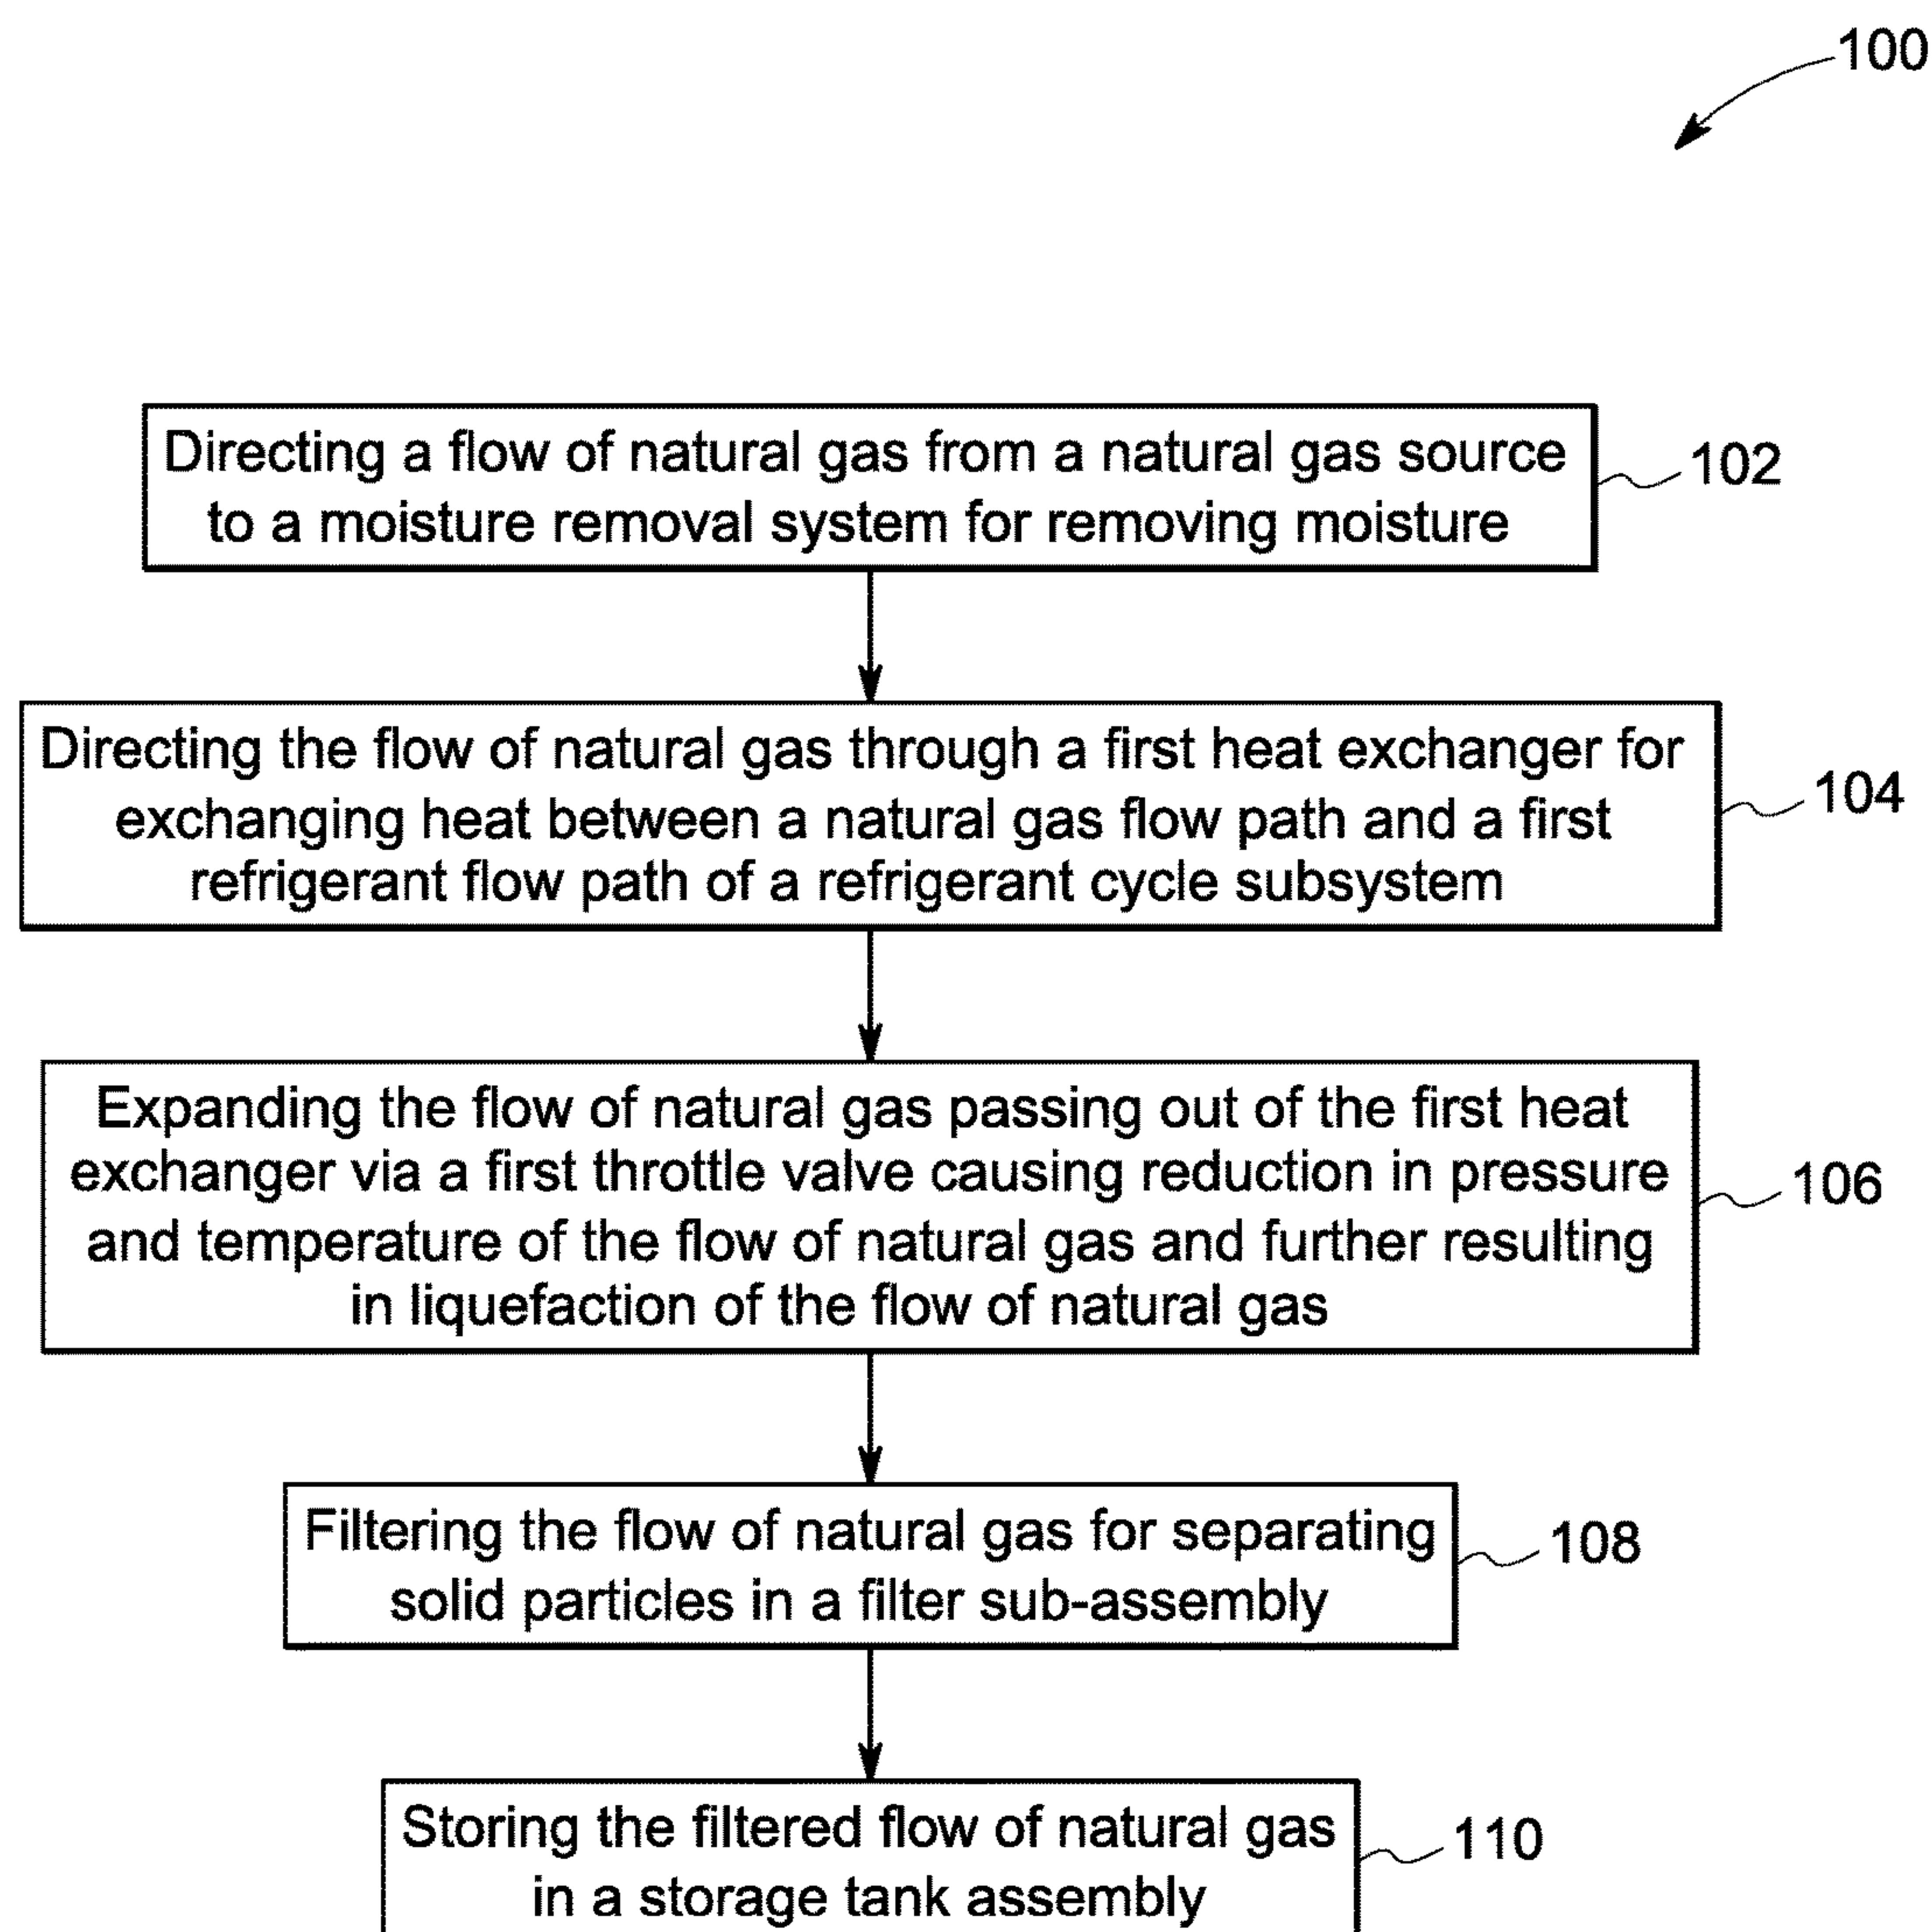 100
Directing a flow of natural gas from a natural gas source
to a moisture removal system for removing moisture
102
Directing the flow of natural gas through a first heat exchanger for
exchanging heat between a natural gas flow path and a first
refrigerant flow path of a refrigerant cycle subsystem
104
Expanding the flow of natural gas passing out of the first heat
exchanger via a first throttle valve causing reduction in pressure
and temperature of the flow of natural gas and further resulting
in liquefaction of the flow of natural gas
106
Filtering the flow of natural gas for separating
solid particles in a filter sub-assembly
108
Storing the filtered flow of natural gas
in a storage tank assembly
110